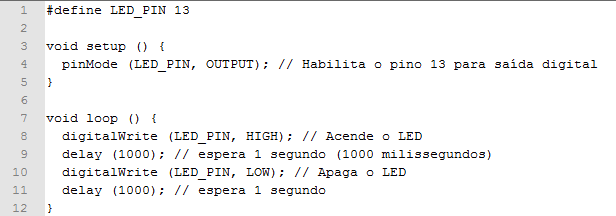 1 #define LED_PIN 13
2
3 void setup () {
4   pinMode (LED_PIN, OUTPUT); // Habilita o pino 13 para saída digital
5 }
6
7 void loop () {
8   digitalWrite (LED_PIN, HIGH); // Acende o LED
9   delay (1000); // espera 1 segundo (1000 milissegundos)
10   digitalWrite (LED_PIN, LOW); // Apaga o LED
11   delay (1000); // espera 1 segundo
12 }